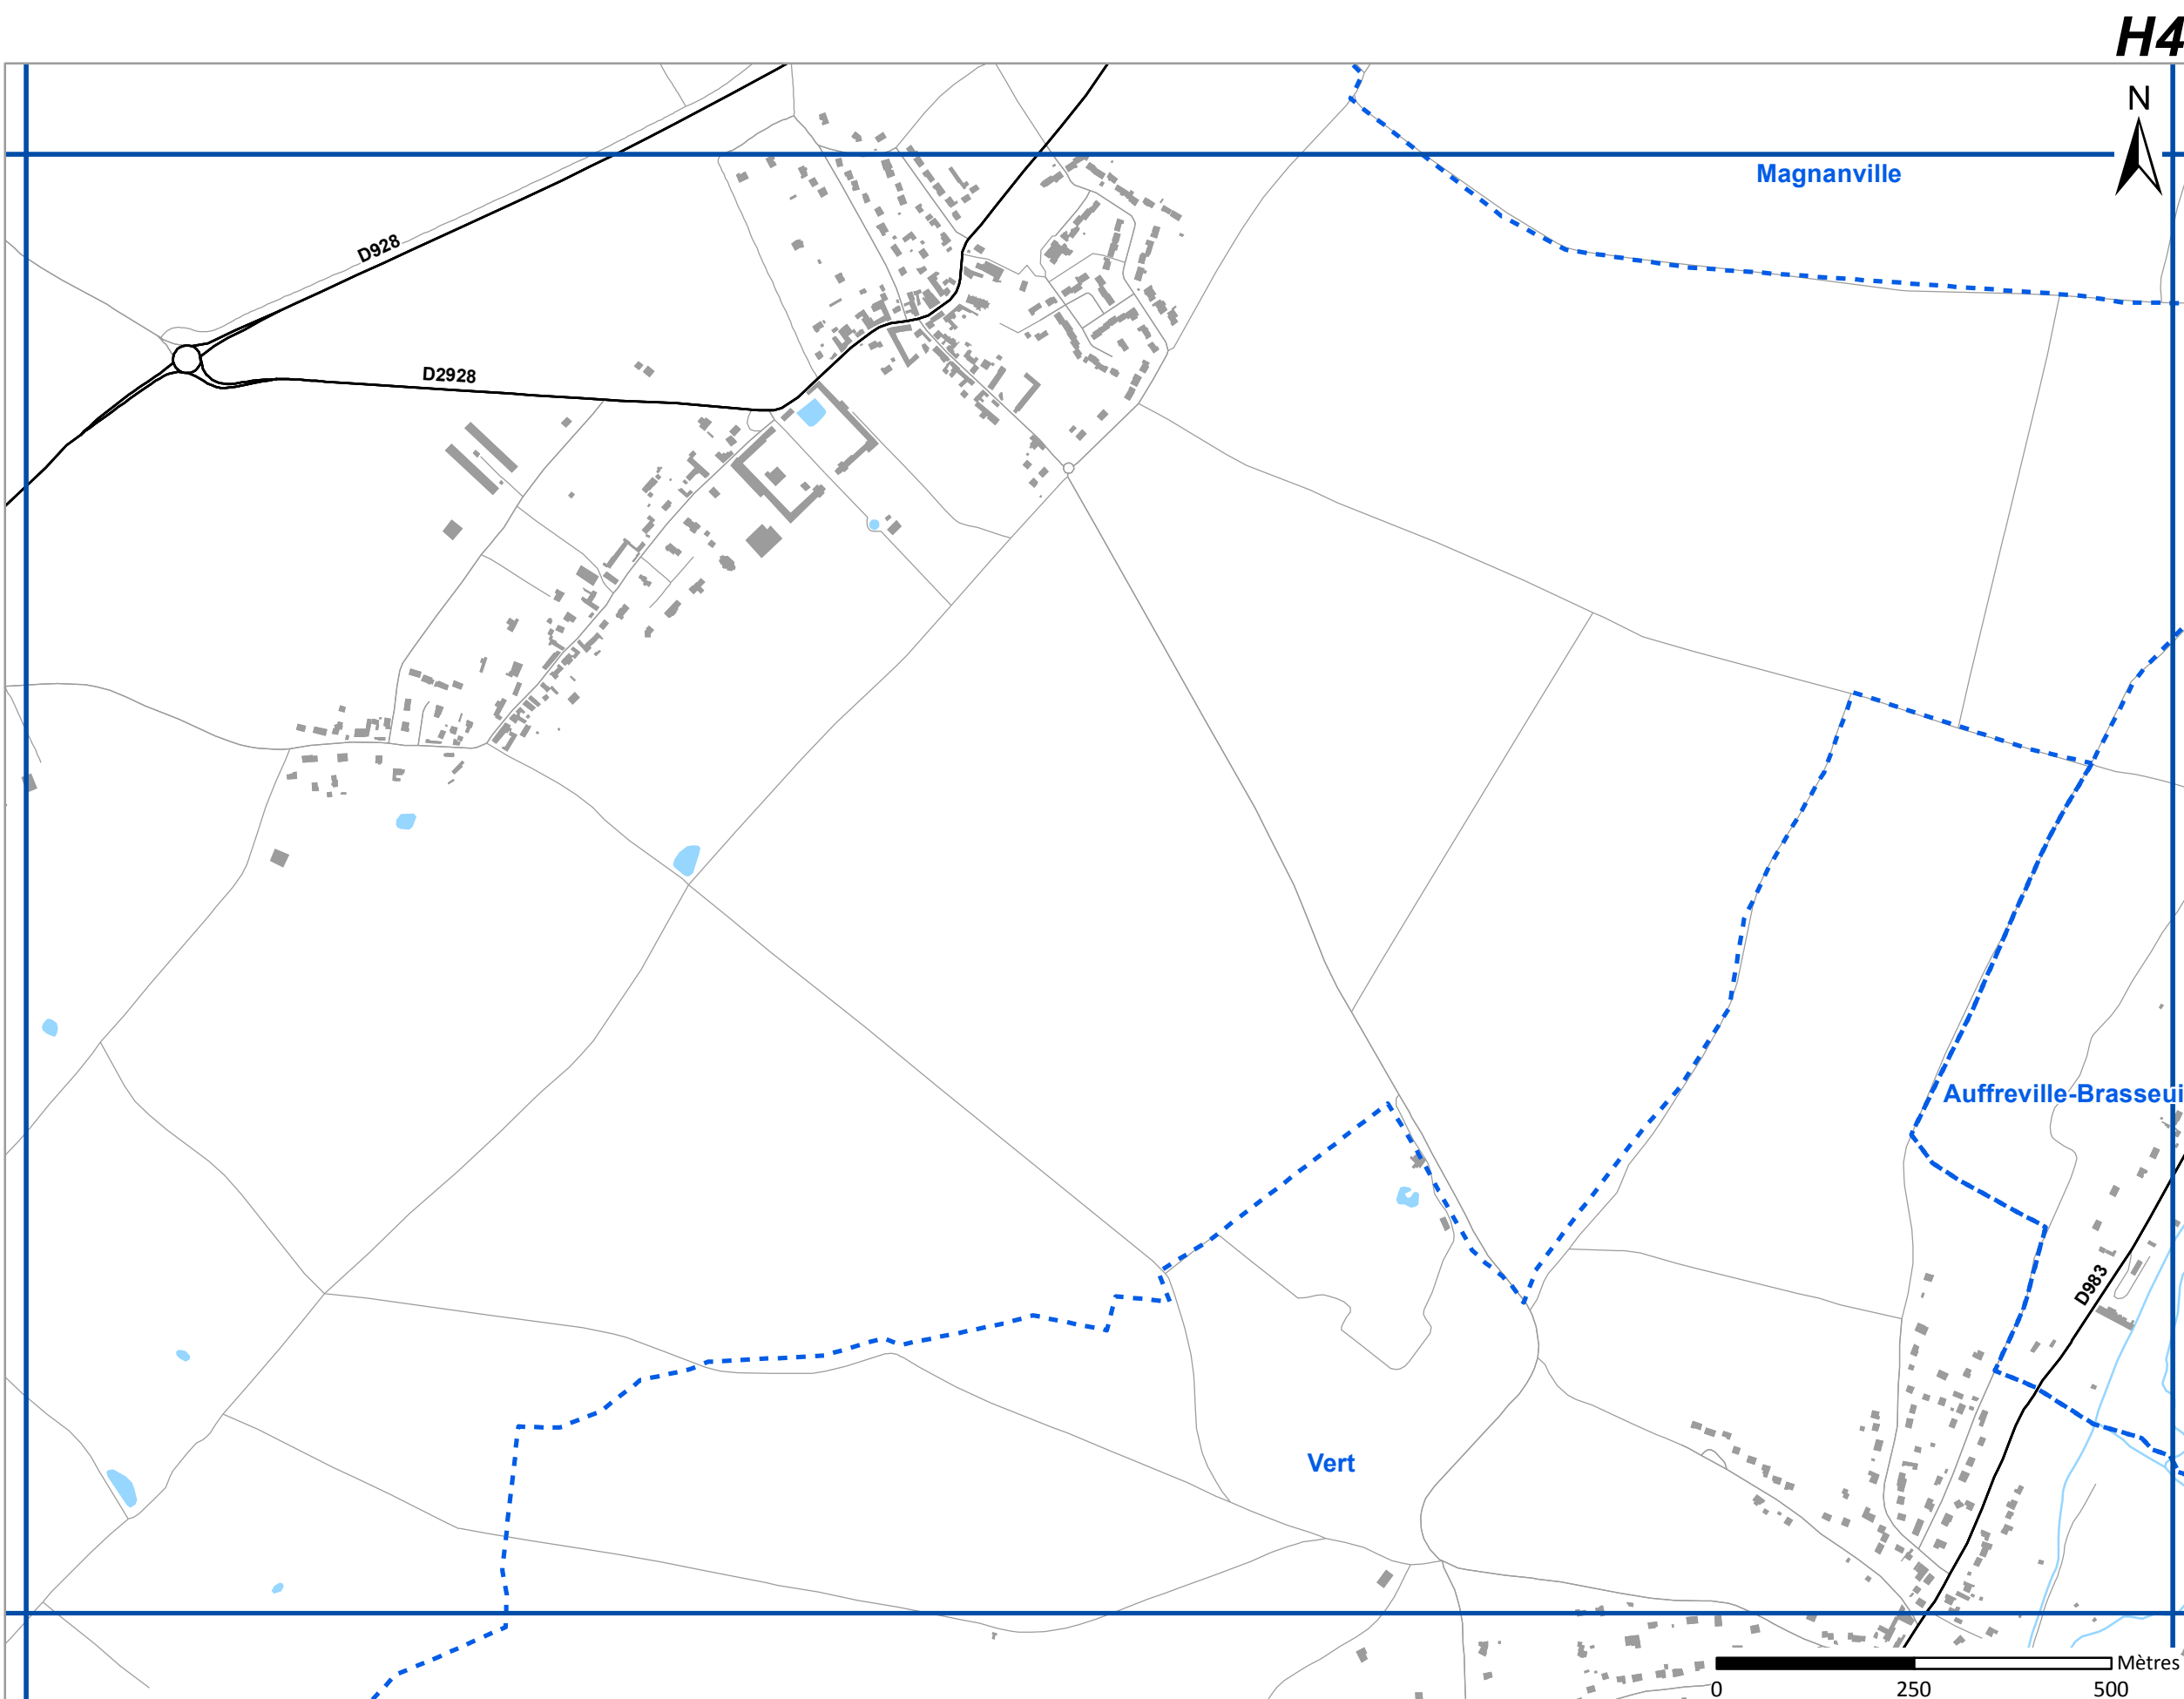 H4
N
Magnanville
D928
D2928
Auffreville-Brasseui
D983
Vert
Mètres
0 250 500